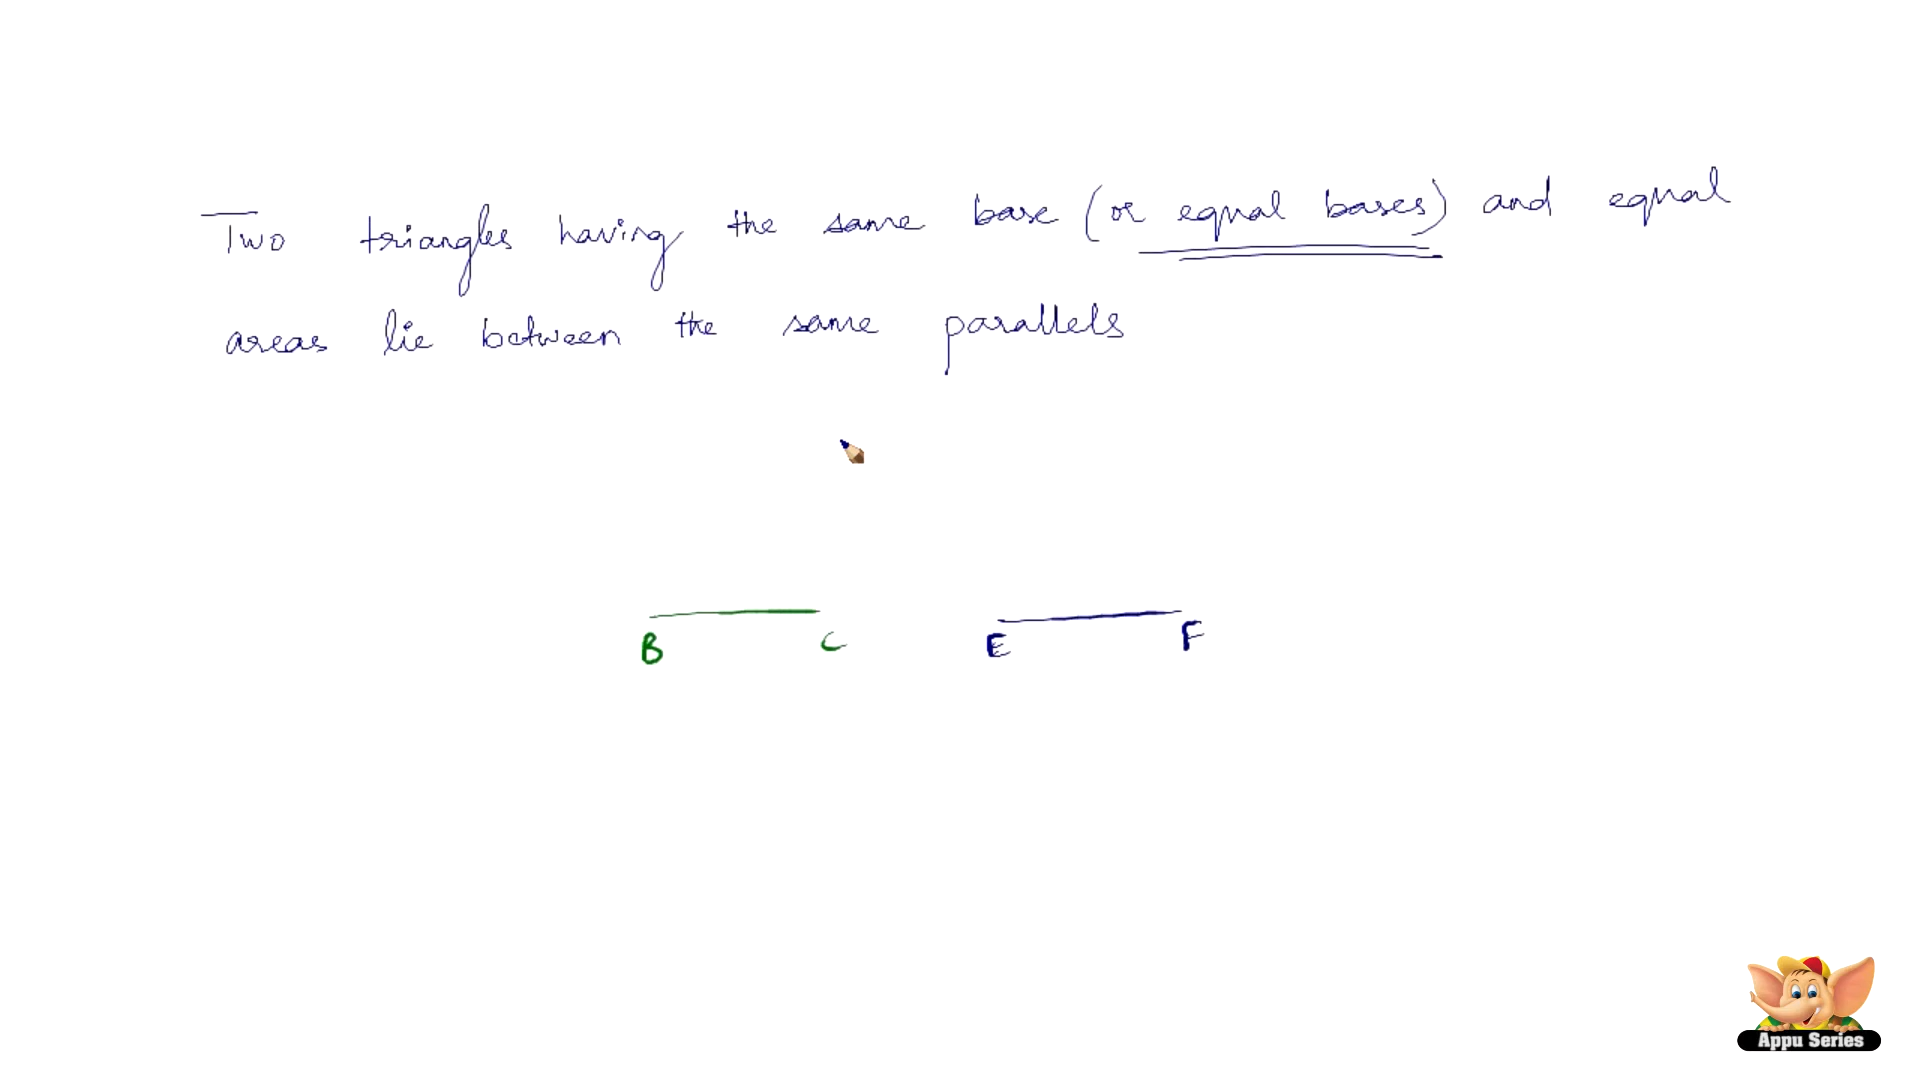 Two triangles having the same base (or equal bases) and equal
areas lie between the same parallels
B C E F
Appu Series